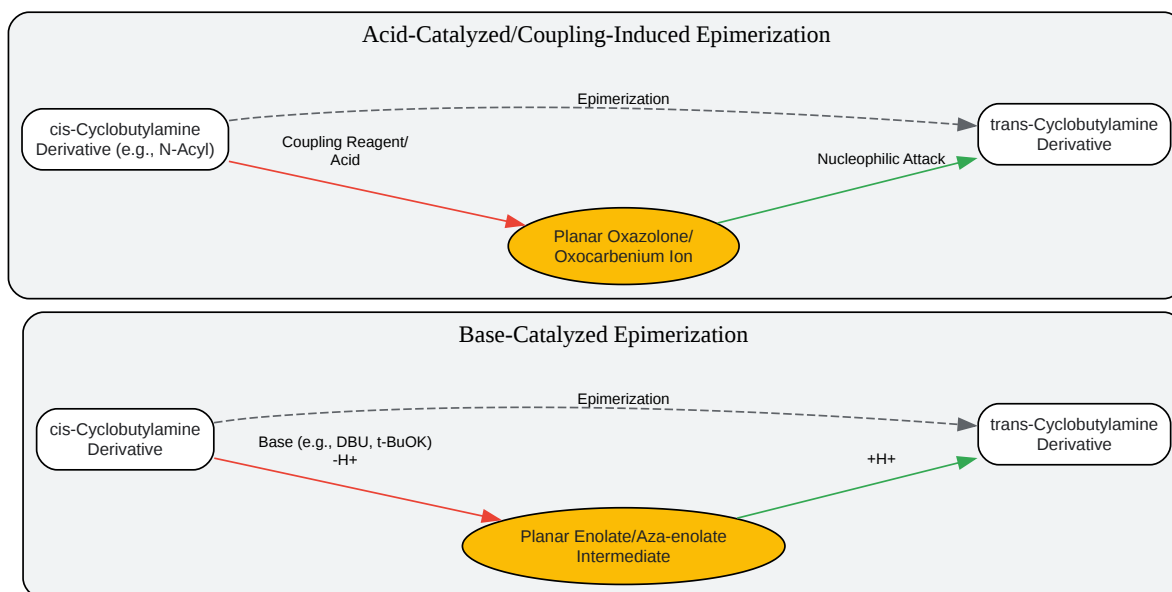 Acid-Catalyzed/Coupling-Induced Epimerization
Epimerization
cis-Cyclobutylamine
Derivative (e.g., N-Acyl)
trans-Cyclobutylamine
Derivative
Coupling Reagent/
Acid
Nucleophilic Attack
Planar Oxazolone/
Oxocarbenium Ion
Base-Catalyzed Epimerization
Epimerization
cis-Cyclobutylamine
Derivative
trans-Cyclobutylamine
Derivative
Base (e.g., DBU, t-BuOK)
-H+
+H+
Planar Enolate/Aza-enolate
Intermediate